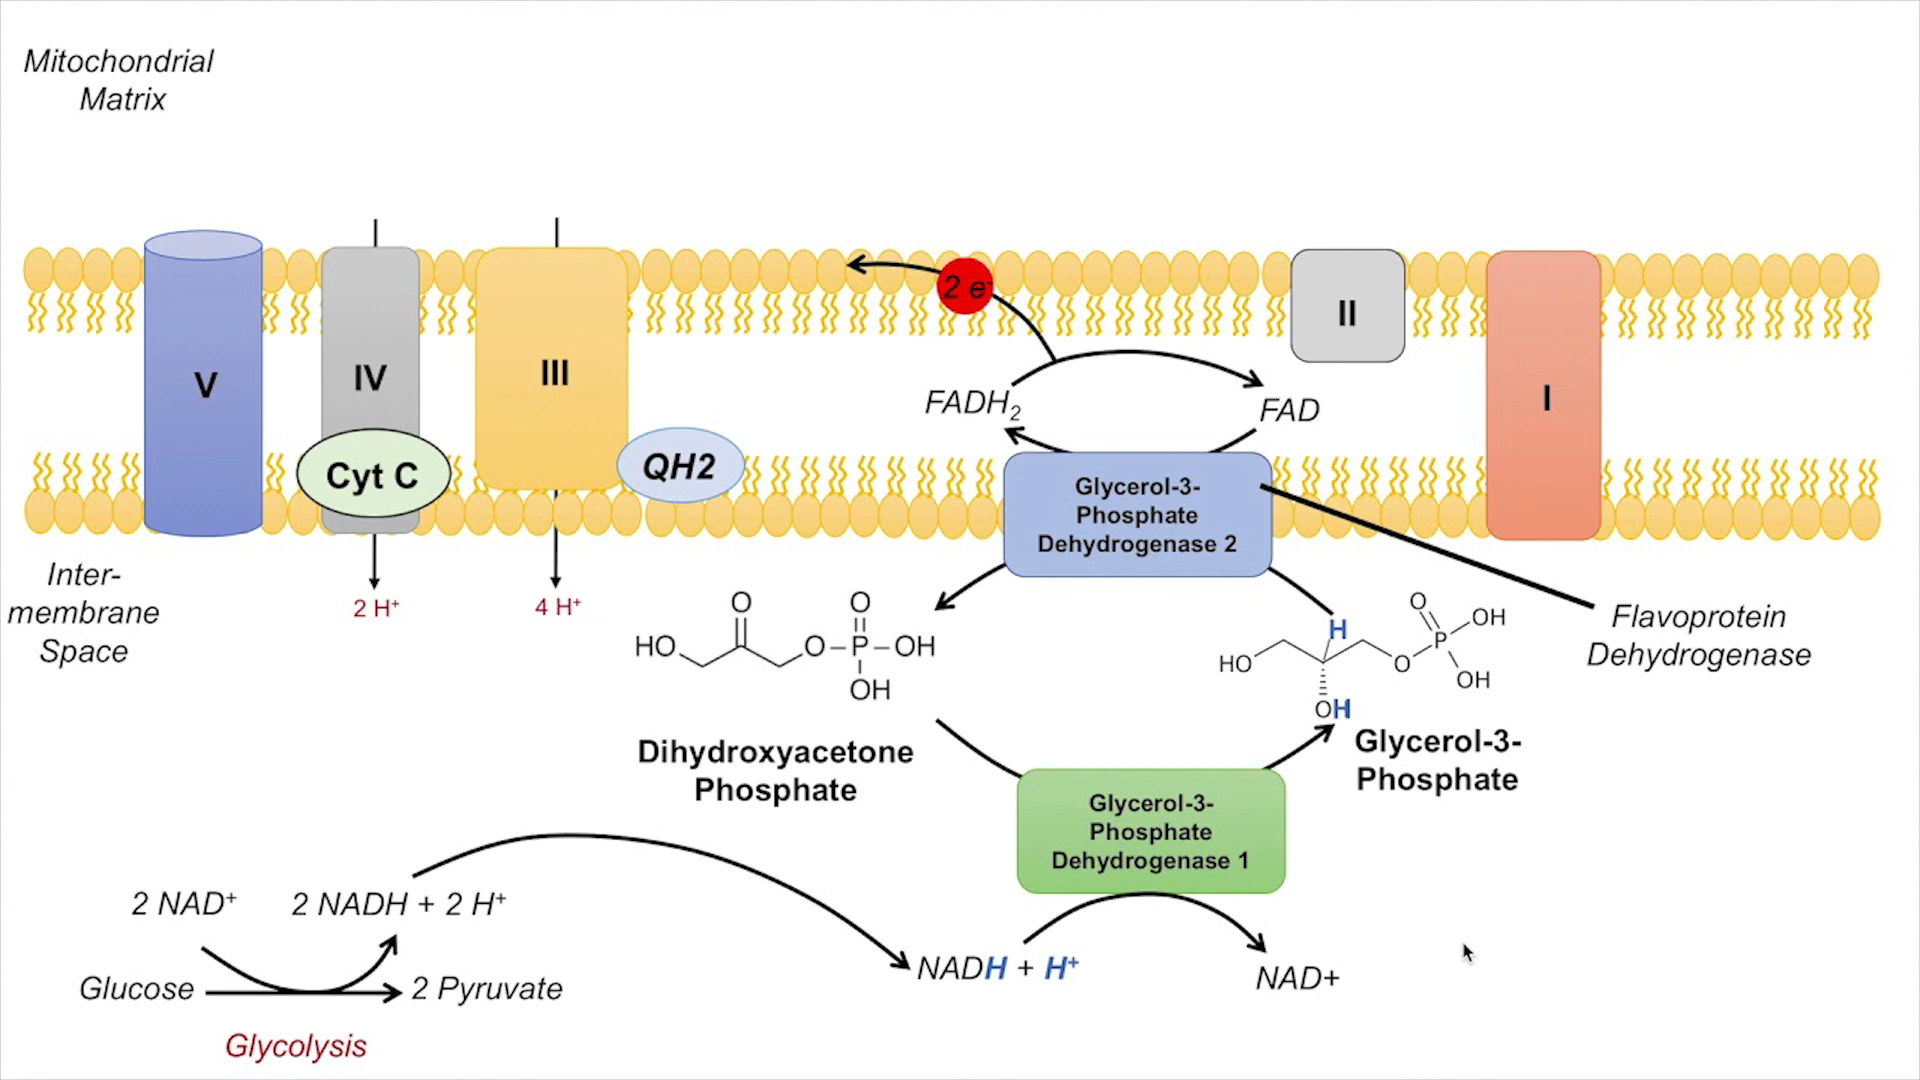 Mitochondrial
Matrix
2 e-
II
V
IV
III
I
FADH2
FAD
Cyt C
QH2
Glycerol-3-
Phosphate
Dehydrogenase 2
Inter-
membrane
Space
2 H+
4 H+
O
O
HO
O
P
OH
OH
H
HO
O
P
O
OH
OH
OH
Flavoprotein
Dehydrogenase
Dihydroxyacetone
Phosphate
Glycerol-3-
Phosphate
Glycerol-3-
Phosphate
Dehydrogenase 1
2 NAD+
2 NADH + 2 H+
NADH + H+
NAD+
Glucose
2 Pyruvate
Glycolysis